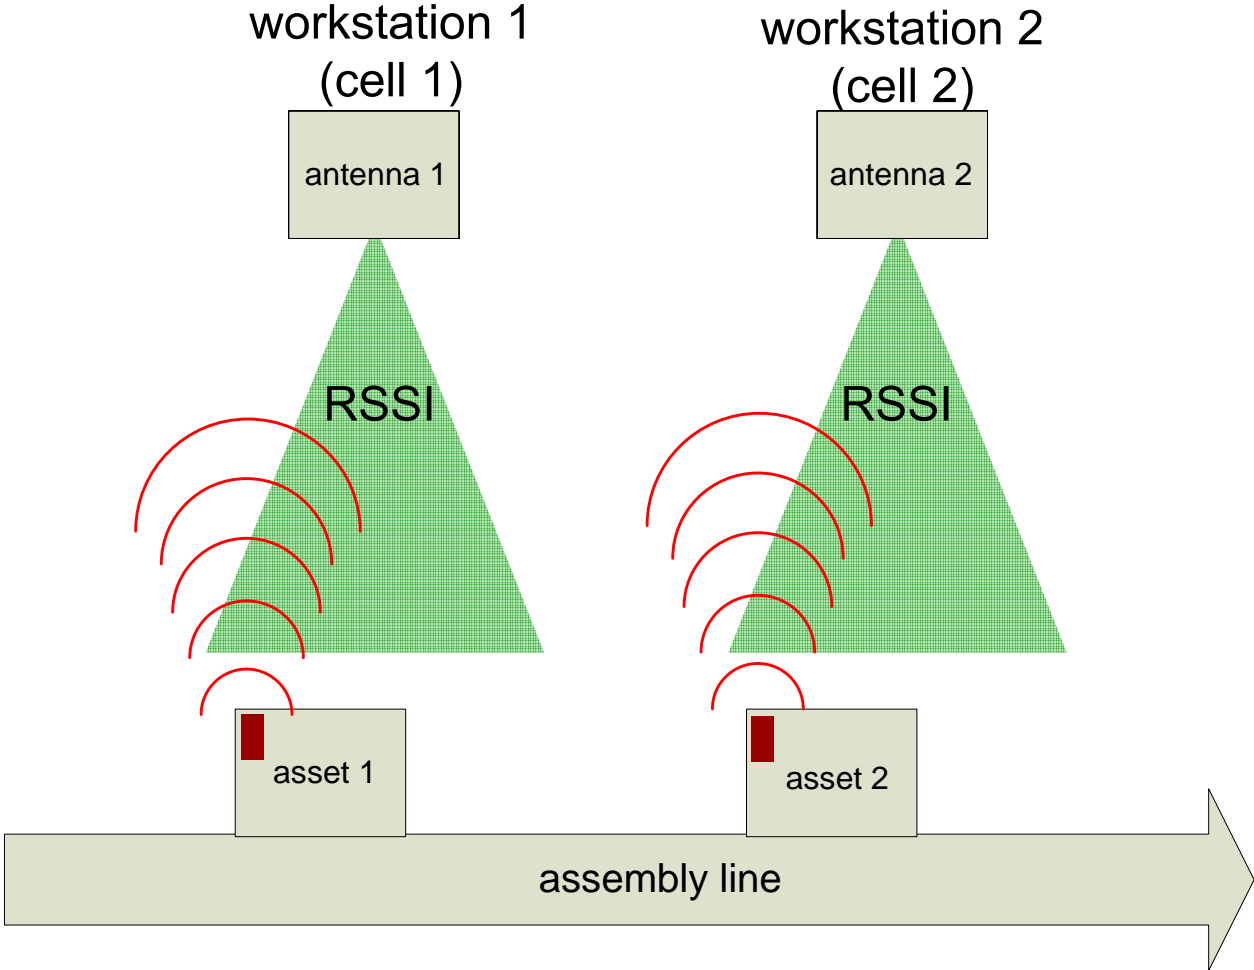 workstation 1
(cell 1)
workstation 2
(cell 2)
antenna 1
antenna 2
RSSI
RSSI
asset 1
asset 2
assembly line